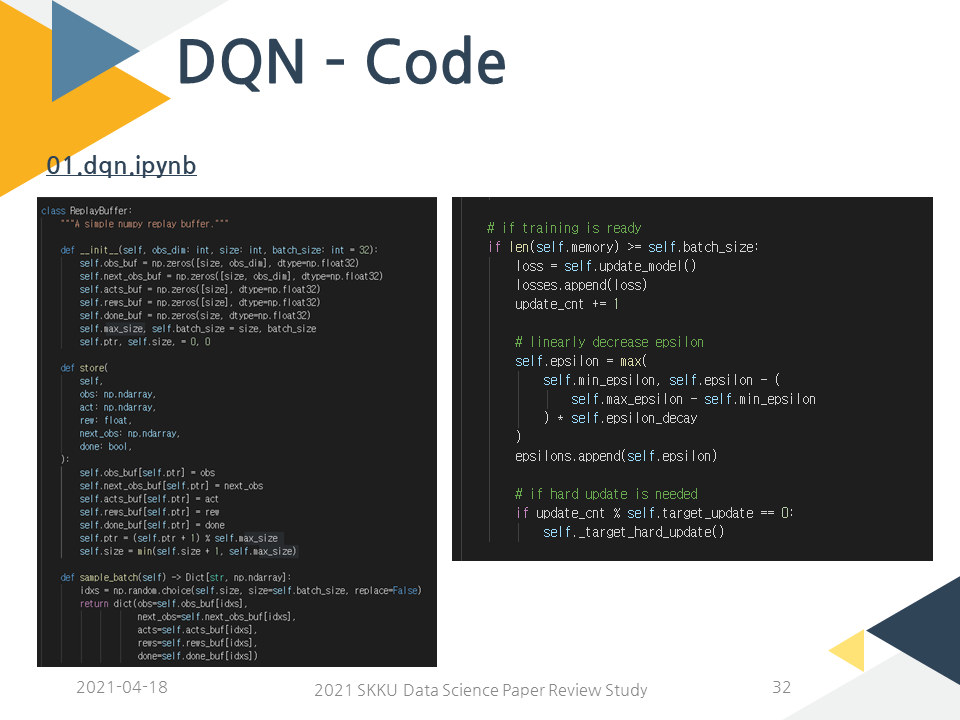 DQN - Code
01.dqn.ipynb
class ReplayBuffer:
"""A simple numpy replay buffer."""
def __init__(self, obs_dim: int, size: int, batch_size: int = 32):
self.obs_buf = np.zeros([size, obs_dim], dtype=np.float32)
self.next_obs_buf = np.zeros([size, obs_dim], dtype=np.float32)
self.acts_buf = np.zeros([size], dtype=np.float32)
self.rews_buf = np.zeros([size], dtype=np.float32)
self.done_buf = np.zeros(size, dtype=np.float32)
self.max_size, self.batch_size = size, batch_size
self.ptr, self.size, = 0, 0
def store(
self,
obs: np.ndarray,
act: np.ndarray,
rew: float,
next_obs: np.ndarray,
done: bool,
):
self.obs_buf[self.ptr] = obs
self.next_obs_buf[self.ptr] = next_obs
self.acts_buf[self.ptr] = act
self.rews_buf[self.ptr] = rew
self.done_buf[self.ptr] = done
self.ptr = (self.ptr + 1) % self.max_size
self.size = min(self.size + 1, self.max_size)
def sample_batch(self) -> Dict[str, np.ndarray]:
idxs = np.random.choice(self.size, size=self.batch_size, replace=False)
return dict(obs=self.obs_buf[idxs],
next_obs=self.next_obs_buf[idxs],
acts=self.acts_buf[idxs],
rews=self.rews_buf[idxs],
done=self.done_buf[idxs])
# if training is ready
if len(self.memory) >= self.batch_size:
loss = self.update_model()
losses.append(loss)
update_cnt += 1
# linearly decrease epsilon
self.epsilon = max(
self.min_epsilon, self.epsilon - (
self.max_epsilon - self.min_epsilon
) * self.epsilon_decay
)
epsilons.append(self.epsilon)
# if hard update is needed
if update_cnt % self.target_update == 0:
self._target_hard_update()
2021-04-18
2021 SKKU Data Science Paper Review Study
32